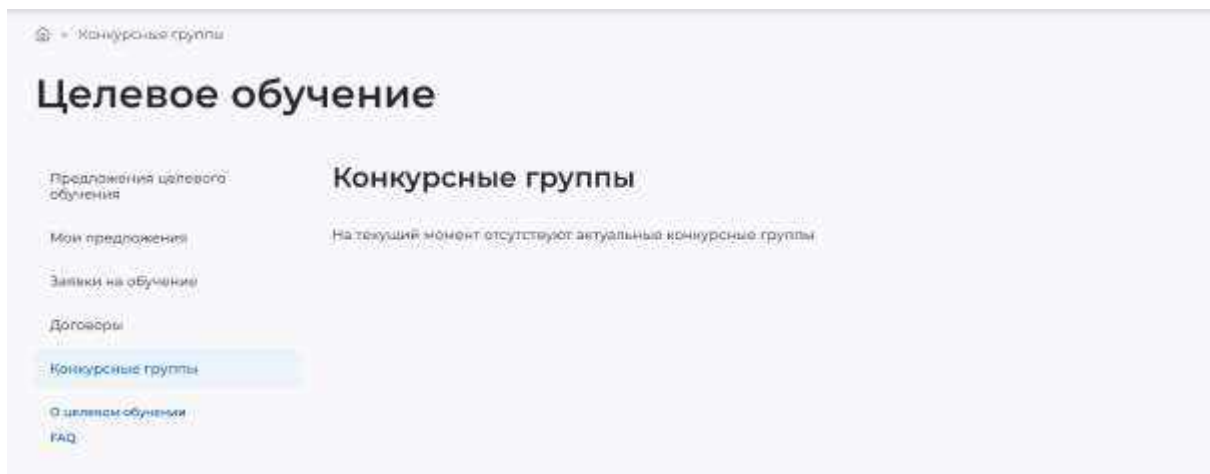 » Конкурсные группы
Целевое обучение
Предложения целевого
обучения
Конкурсные группы
Мои предложения
На текущий момент отсутствуют актуальные конкурсные группы
Заявки на обучение
Договоры
Конкурсные группы
О целевом обучении
FAQ